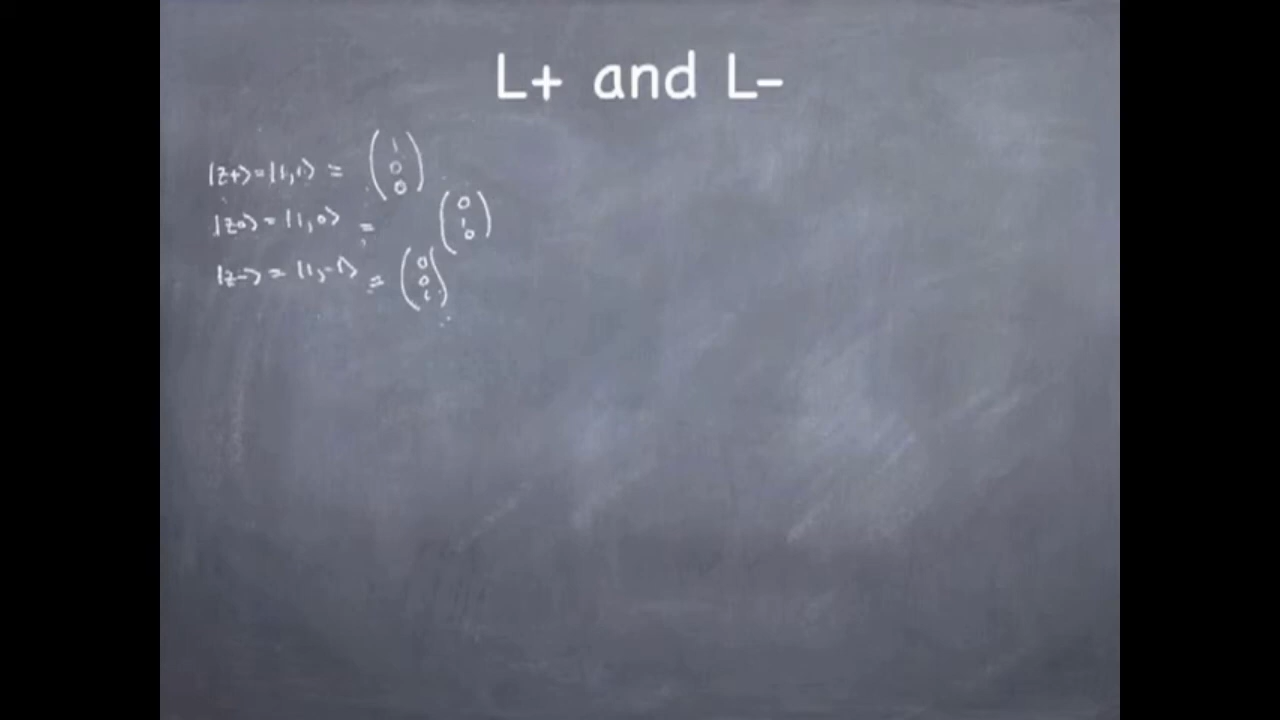 L+ and L-
|z+⟩ = |1,1⟩ = (1 0 0)
|z0⟩ = |1,0⟩ = (0 1 0)
|z-⟩ = |1,-1⟩ = (0 0 1)